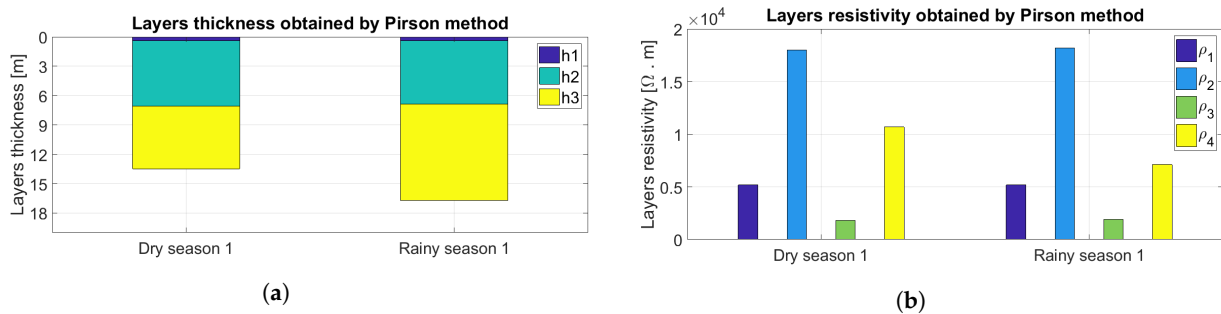 Layers thickness obtained by Pirson method
Layers thickness [m]
0
3
6
9
12
15
18
h1
h2
h3
Dry season 1
Rainy season 1
(a)
Layers resistivity obtained by Pirson method
×10⁴
Layers resistivity [Ω . m]
2
1.5
1
0.5
0
ρ₁
ρ₂
ρ₃
ρ₄
Dry season 1
Rainy season 1
(b)